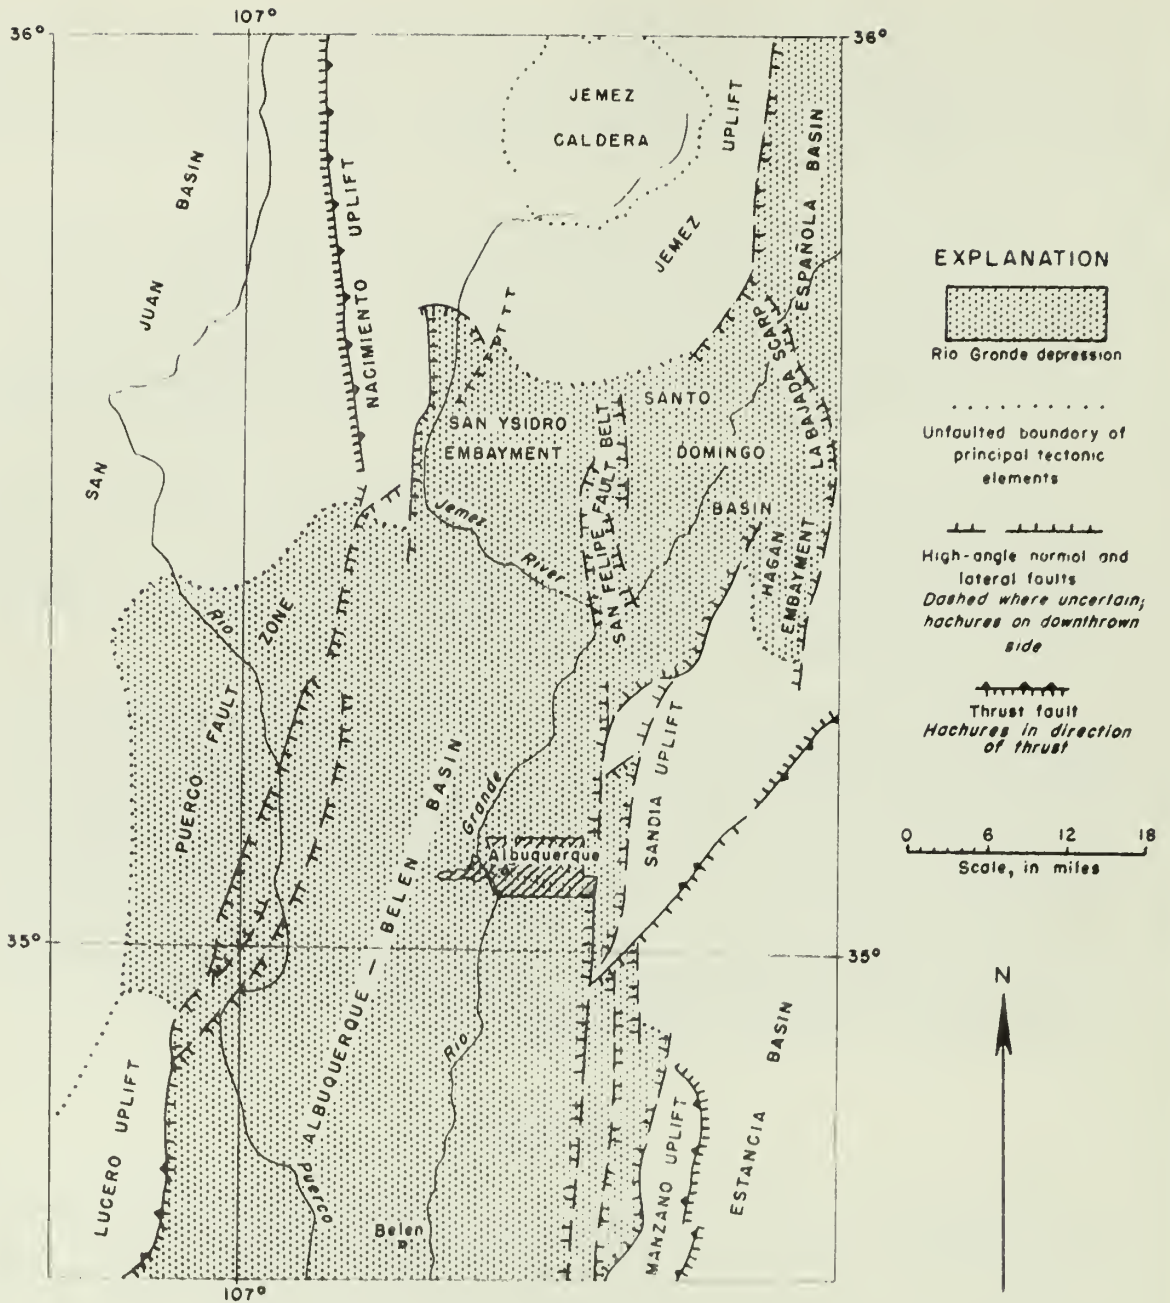 107°
36°
36°
JEMEZ
CALDERA
UPLIFT
JEMEZ
ESPAÑOLA BASIN
SAN JUAN BASIN
NACIMIENTO UPLIFT
LA BAJADA SCARP
SAN YSIDRO
EMBAYMENT
SANTO
DOMINGO
BASIN
SAN FELIPE FAULT BELT
HAGAN
EMBAYMENT
Jemez River
Rio
PUERCO FAULT ZONE
ALBUQUERQUE – BELEN BASIN
Grande
SANDIA UPLIFT
Albuquerque
35°
35°
Rio
LUCERO UPLIFT
Puerco
Belen
MANZANO UPLIFT
ESTANCIA BASIN
107°
EXPLANATION
Rio Grande depression
Unfaulted boundary of
principal tectonic
elements
High-angle normal and
lateral faults
Dashed where uncertain;
hachures on downthrown
side
Thrust fault
Hachures in direction
of thrust
0 6 12 18
Scale, in miles
N